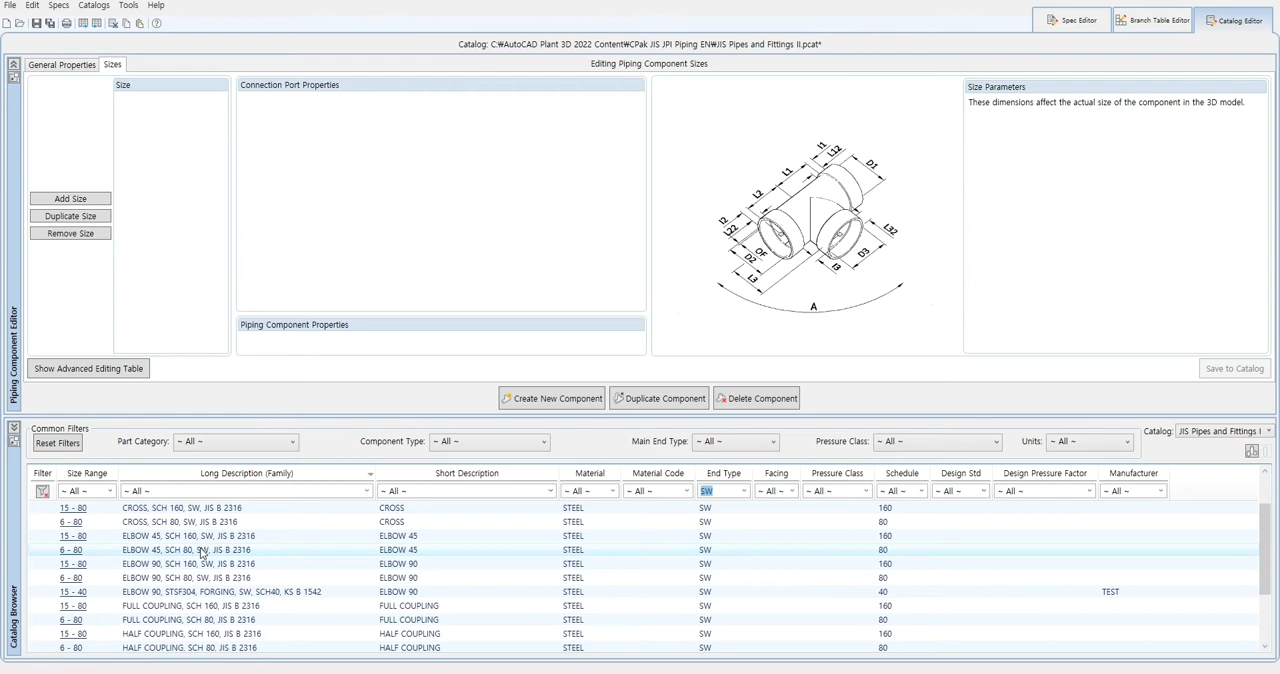 File Edit Specs Catalogs Tools Help
Spec Editor Branch Table Editor Catalog Editor
Catalog: C:₩AutoCAD Plant 3D 2022 Content₩CPak JIS JPI Piping EN₩JIS Pipes and Fittings II.pcat*
General Properties Sizes Editing Piping Component Sizes
Size Connection Port Properties Size Parameters
These dimensions affect the actual size of the component in the 3D model.
I1 L12 D1
L1
L2
Add Size
Duplicate Size
Remove Size
I2 L22 L32
OF D2 D3
I3
L3
A
Piping Component Properties
Piping Component Editor
Show Advanced Editing Table Save to Catalog
Create New Component Duplicate Component Delete Component
Common Filters
Reset Filters Part Category: ~ All ~ Component Type: ~ All ~ Main End Type: ~ All ~ Pressure Class: ~ All ~ Units: ~ All ~ Catalog: JIS Pipes and Fittings I
Filter Size Range Long Description (Family) Short Description Material Material Code End Type Facing Pressure Class Schedule Design Std Design Pressure Factor Manufacturer
~ All ~ ~ All ~ ~ All ~ ~ All ~ ~ All ~ SW ~ All ~ ~ All ~ ~ All ~ ~ All ~ ~ All ~ ~ All ~
15 - 80 CROSS, SCH 160, SW, JIS B 2316 CROSS STEEL SW 160
6 - 80 CROSS, SCH 80, SW, JIS B 2316 CROSS STEEL SW 80
15 - 80 ELBOW 45, SCH 160, SW, JIS B 2316 ELBOW 45 STEEL SW 160
6 - 80 ELBOW 45, SCH 80, SW, JIS B 2316 ELBOW 45 STEEL SW 80
15 - 80 ELBOW 90, SCH 160, SW, JIS B 2316 ELBOW 90 STEEL SW 160
6 - 80 ELBOW 90, SCH 80, SW, JIS B 2316 ELBOW 90 STEEL SW 80
15 - 40 ELBOW 90, STSF304, FORGING, SW, SCH40, KS B 1542 ELBOW 90 STEEL SW 40 TEST
15 - 80 FULL COUPLING, SCH 160, JIS B 2316 FULL COUPLING STEEL SW 160
6 - 80 FULL COUPLING, SCH 80, JIS B 2316 FULL COUPLING STEEL SW 80
15 - 80 HALF COUPLING, SCH 160, JIS B 2316 HALF COUPLING STEEL SW 160
6 - 80 HALF COUPLING, SCH 80, JIS B 2316 HALF COUPLING STEEL SW 80
Catalog Browser